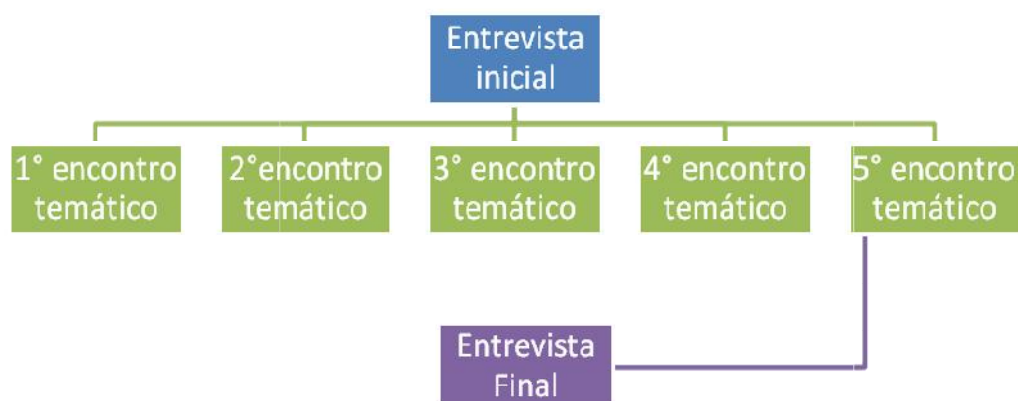 Entrevista
inicial
1° encontro
temático
2°encontro
temático
3° encontro
temático
4° encontro
temático
5° encontro
temático
Entrevista
Final